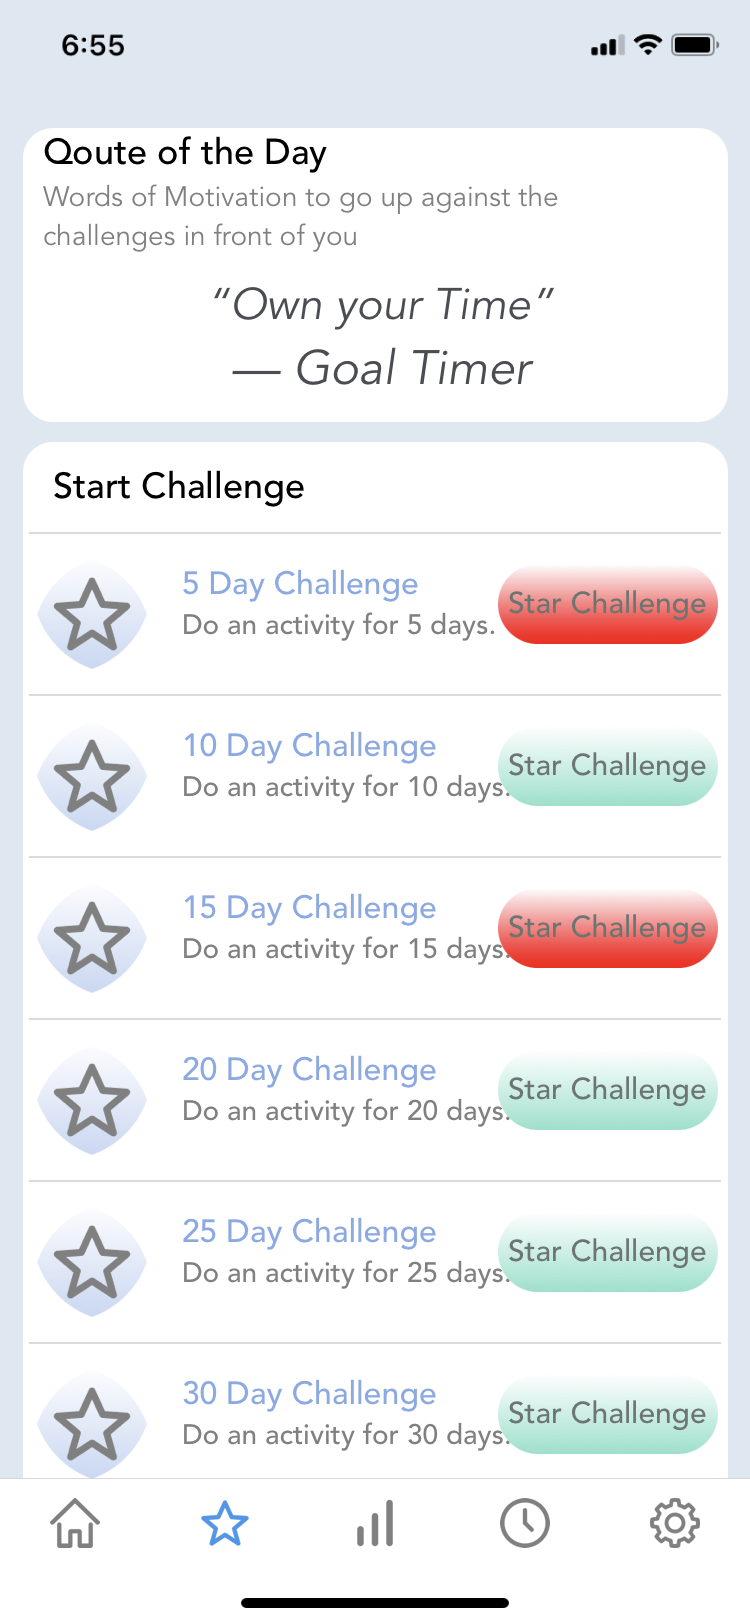 6:55
Qoute of the Day
Words of Motivation to go up against the
challenges in front of you
“Own your Time”
— Goal Timer
Start Challenge
5 Day Challenge
Do an activity for 5 days.
Star Challenge
10 Day Challenge
Do an activity for 10 days.
Star Challenge
15 Day Challenge
Do an activity for 15 days.
Star Challenge
20 Day Challenge
Do an activity for 20 days.
Star Challenge
25 Day Challenge
Do an activity for 25 days.
Star Challenge
30 Day Challenge
Do an activity for 30 days.
Star Challenge